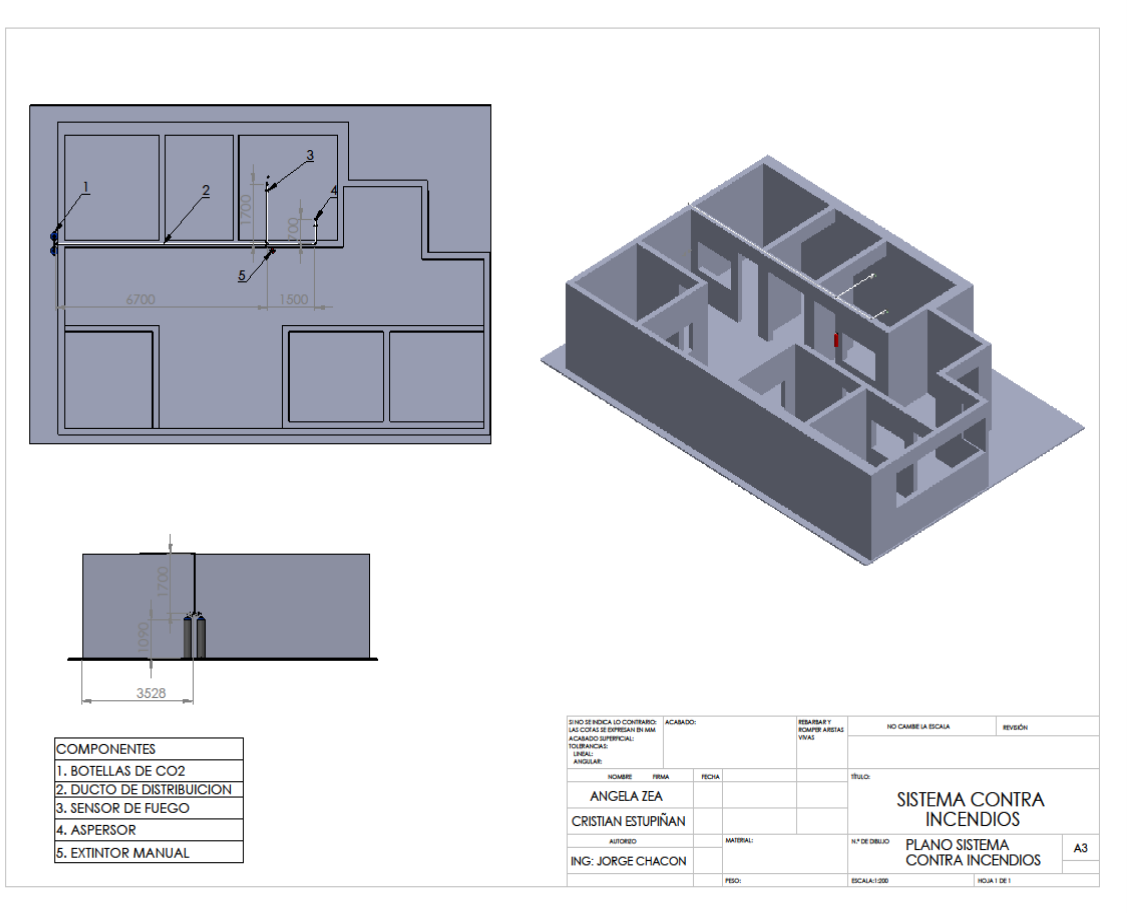 1
2
3
4
5
1700
700
6700
1500
1700
1090
3528
COMPONENTES
1. BOTELLAS DE CO2
2. DUCTO DE DISTRIBUICION
3. SENSOR DE FUEGO
4. ASPERSOR
5. EXTINTOR MANUAL
SI NO SE INDICA LO CONTRARIO:
LAS COTAS SE EXPRESAN EN MM
ACABADO SUPERFICIAL:
TOLERANCIAS:
LINEAL:
ANGULAR:
ACABADO:
REBARBAR Y
ROMPER ARISTAS
VIVAS
NO CAMBIE LA ESCALA
REVISIÓN
NOMBRE
FIRMA
FECHA
ANGELA ZEA
CRISTIAN ESTUPIÑAN
AUTORIZO
ING: JORGE CHACON
MATERIAL:
PESO:
TÍTULO:
SISTEMA CONTRA
INCENDIOS
N.º DE DIBUJO
PLANO SISTEMA
CONTRA INCENDIOS
A3
ESCALA:1:200
HOJA 1 DE 1